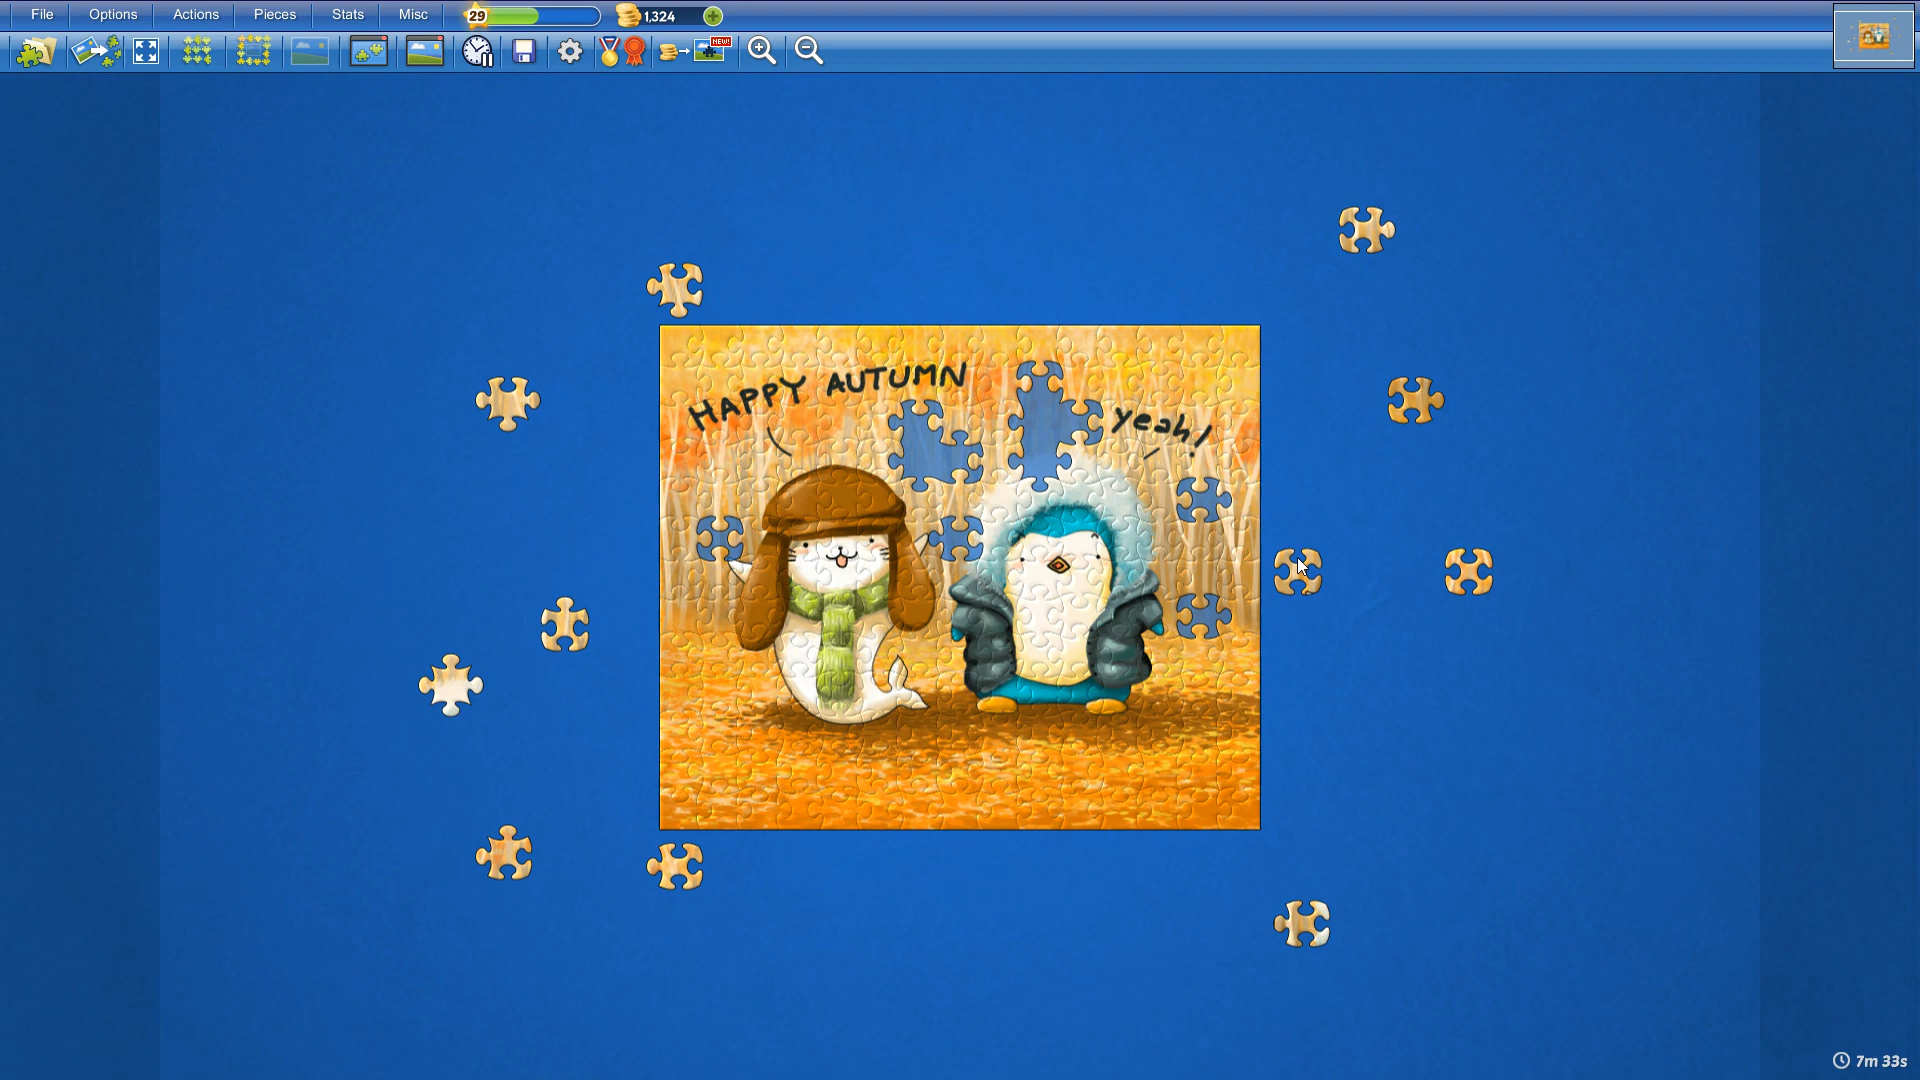 File Options Actions Pieces Stats Misc 29 1,324
NEW!
HAPPY AUTUMN
yeah!
7m 33s